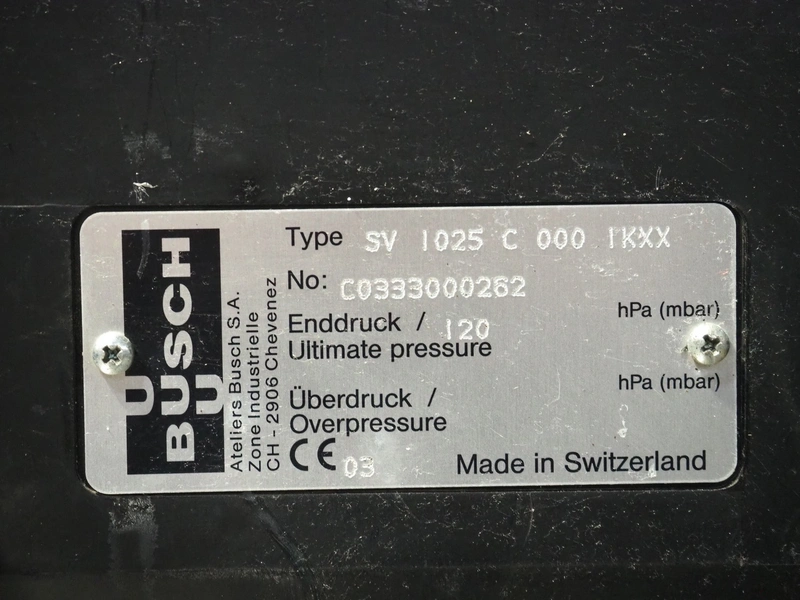 BUSCH
Ateliers Busch S.A.
Zone Industrielle
CH - 2906 Chevenez
Type SV 1025 C 000 IKXX
No: C0333000262
Enddruck / 120 hPa (mbar)
Ultimate pressure
Überdruck / hPa (mbar)
Overpressure
CE 03 Made in Switzerland